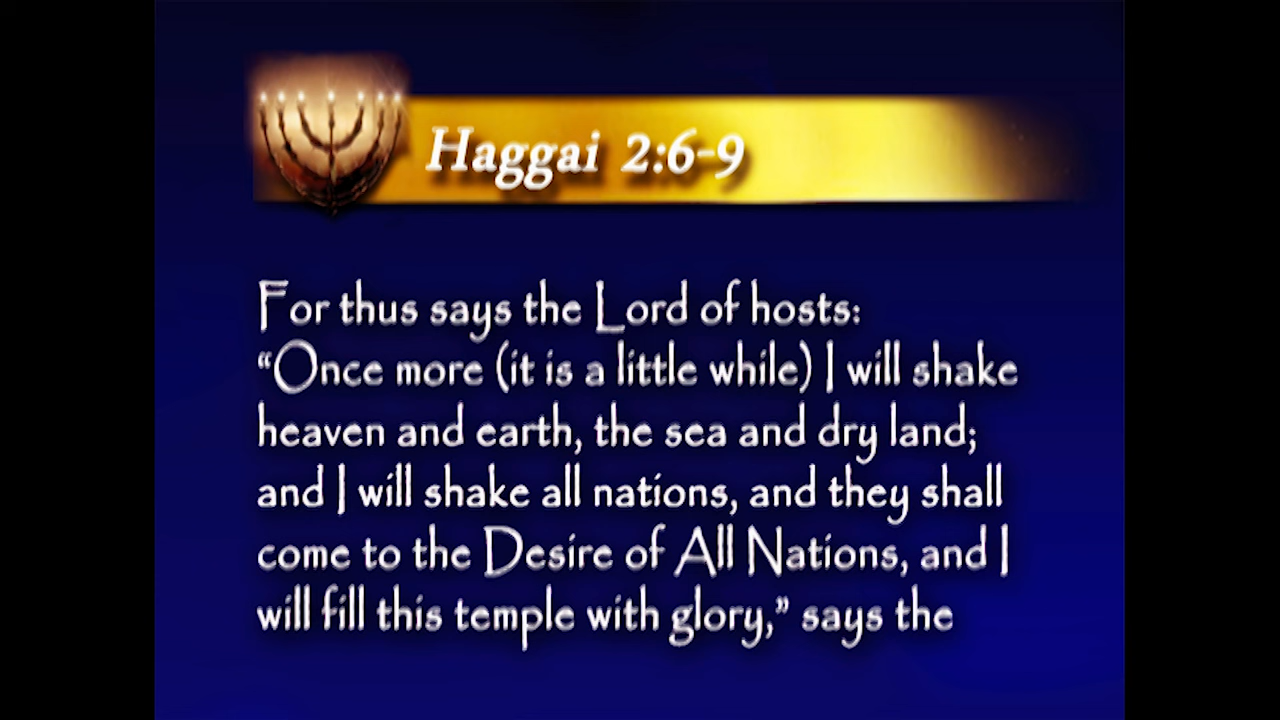 Haggai 2:6-9
For thus says the Lord of hosts:
“Once more (it is a little while) I will shake
heaven and earth, the sea and dry land;
and I will shake all nations, and they shall
come to the Desire of All Nations, and I
will fill this temple with glory,” says the